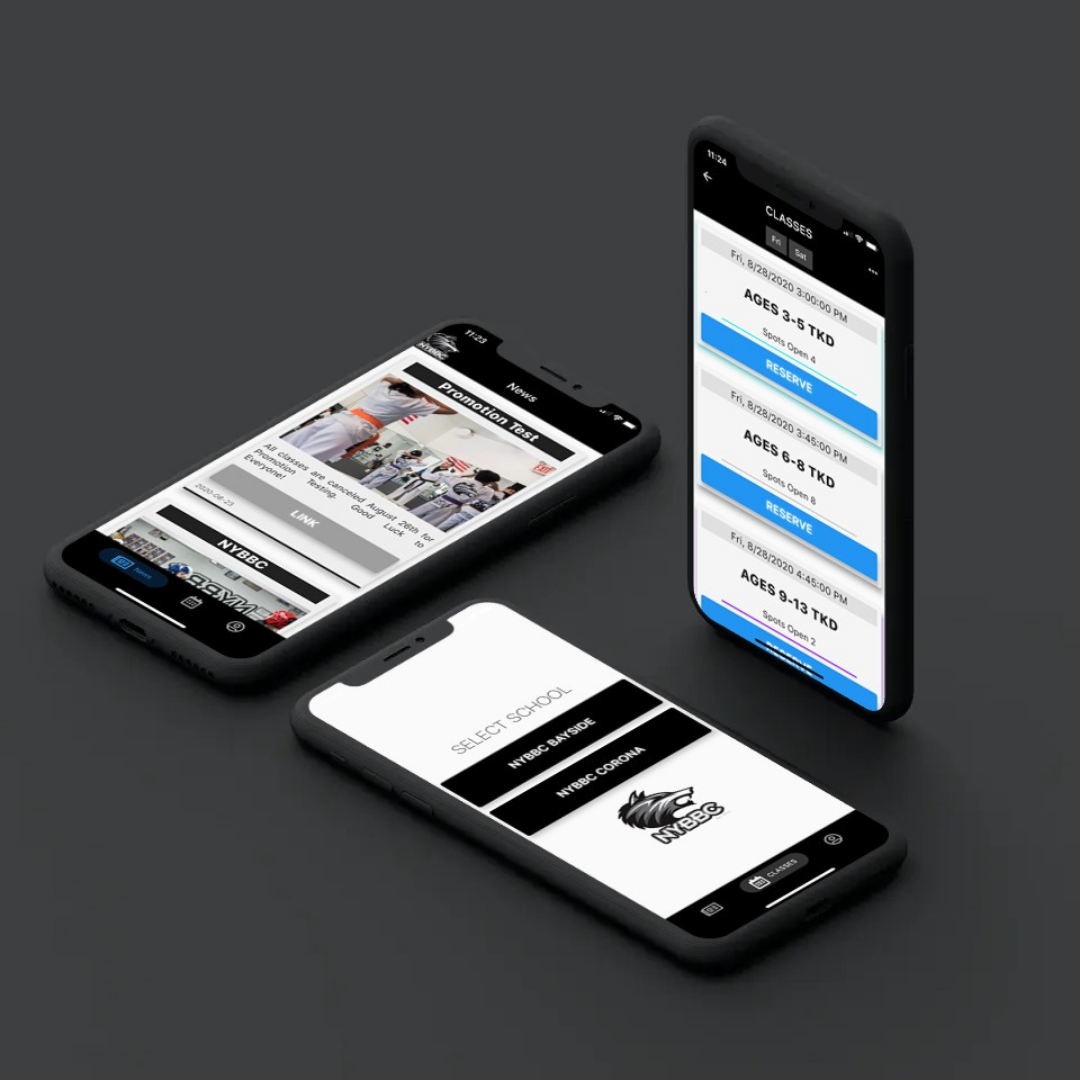 11:23
NYBBC
News
Promotion Test
All classes are canceled August 26th for
Promotion Testing. Good Luck to
Everyone!
2020-08-23
LINK
NYBBC
News
11:24
CLASSES
Fri
Sat
Fri, 8/28/2020 3:00:00 PM
AGES 3-5 TKD
Spots Open 4
RESERVE
Fri, 8/28/2020 3:45:00 PM
AGES 6-8 TKD
Spots Open 8
RESERVE
Fri, 8/28/2020 4:45:00 PM
AGES 9-13 TKD
Spots Open 2
RESERVE
SELECT SCHOOL
NYBBC BAYSIDE
NYBBC CORONA
NYBBC
CLASSES